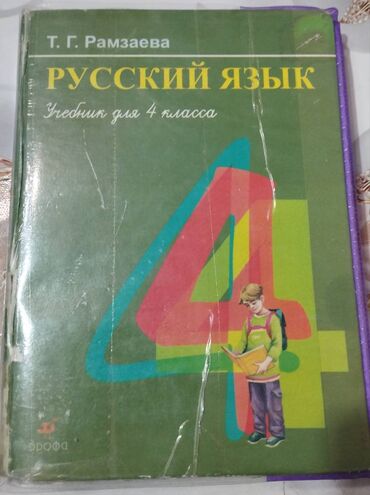 Т. Г. Рамзаева
РУССКИЙ ЯЗЫК
Учебник для 4 класса
4
дрофа